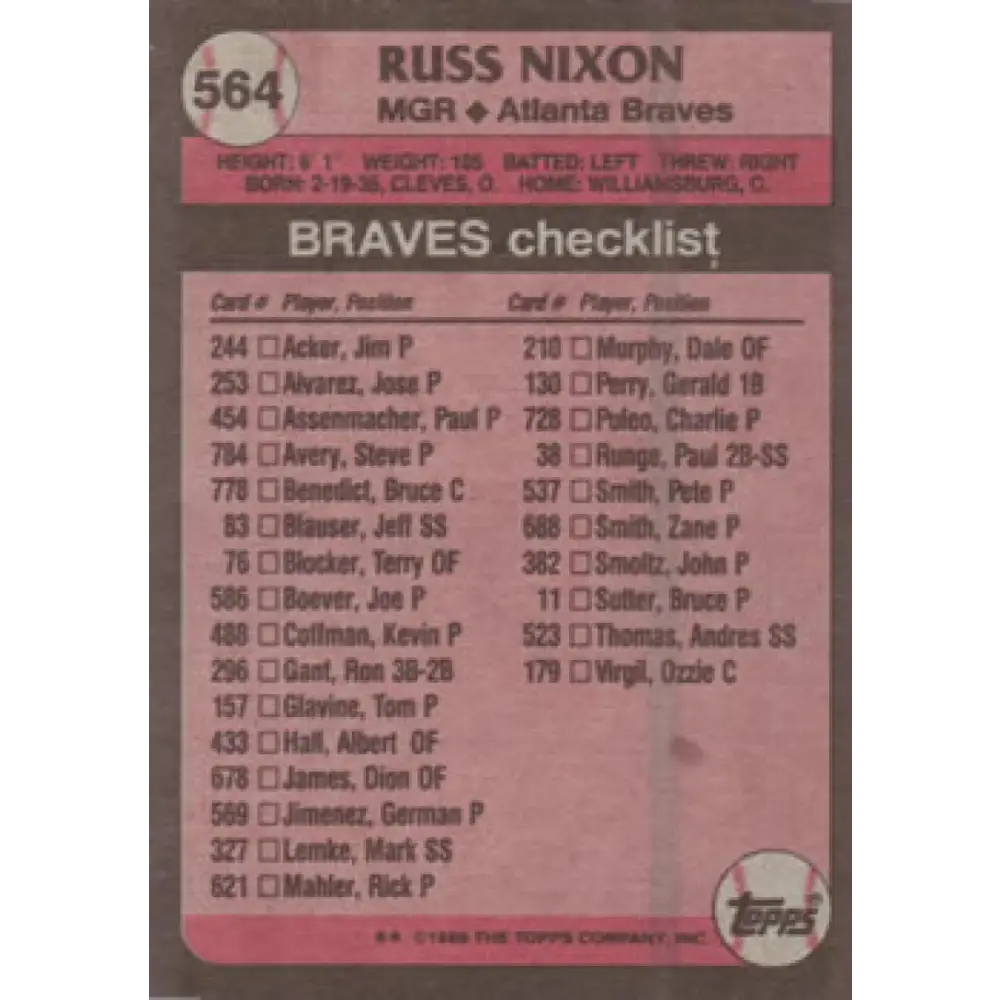 564
RUSS NIXON
MGR ◆ Atlanta Braves
HEIGHT: 6' 1" WEIGHT: 185 BATTED: LEFT THREW: RIGHT
BORN: 2-19-35, CLEVES, O. HOME: WILLIAMSBURG, O.
BRAVES checklist
Card # Player, Position
244 ☐ Acker, Jim P
253 ☐ Alvarez, Jose P
454 ☐ Assenmacher, Paul P
784 ☐ Avery, Steve P
778 ☐ Benedict, Bruce C
83 ☐ Blauser, Jeff SS
76 ☐ Blocker, Terry OF
586 ☐ Boever, Joe P
488 ☐ Coffman, Kevin P
296 ☐ Gant, Ron 3B-2B
157 ☐ Glavine, Tom P
433 ☐ Hall, Albert OF
678 ☐ James, Dion OF
569 ☐ Jimenez, German P
327 ☐ Lemke, Mark SS
621 ☐ Mahler, Rick P
Card # Player, Position
210 ☐ Murphy, Dale OF
130 ☐ Perry, Gerald 1B
728 ☐ Puleo, Charlie P
38 ☐ Runge, Paul 2B-SS
537 ☐ Smith, Pete P
688 ☐ Smith, Zane P
382 ☐ Smoltz, John P
11 ☐ Sutter, Bruce P
523 ☐ Thomas, Andres SS
179 ☐ Virgil, Ozzie C
©1989 THE TOPPS COMPANY, INC.
TOPPS®